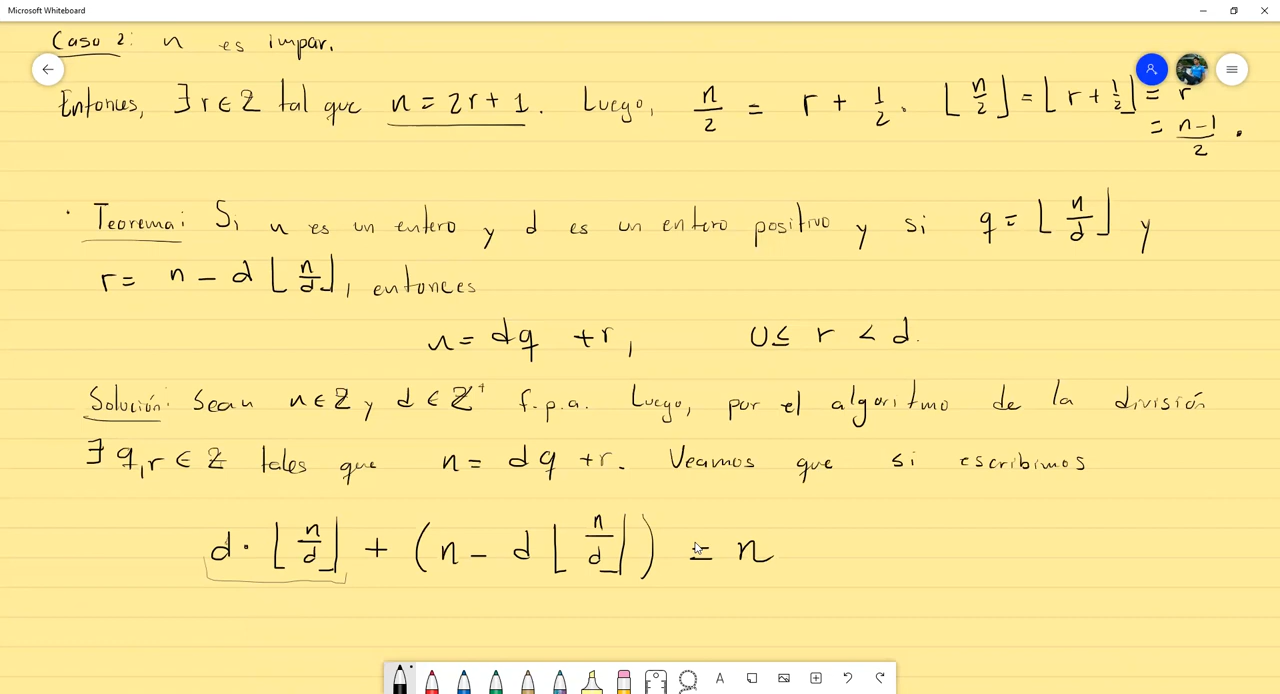 Microsoft Whiteboard
Caso 2: n es impar.
Entonces, ∃ r ∈ Z tal que n = 2r + 1. Luego, n/2 = r + 1/2. ⌊n/2⌋ = ⌊r + 1/2⌋ = r
= (n-1)/2.
· Teorema: Si n es un entero y d es un entero positivo y si q = ⌊n/d⌋ y
r = n - d ⌊n/d⌋, entonces
n = dq + r, 0 ≤ r < d.
Solución: Sean n ∈ Z y d ∈ Z⁺ f.p.a. Luego, por el algoritmo de la división
∃ q, r ∈ Z tales que n = dq + r. Veamos que si escribimos
d · ⌊n/d⌋ + (n - d ⌊n/d⌋) = n
A